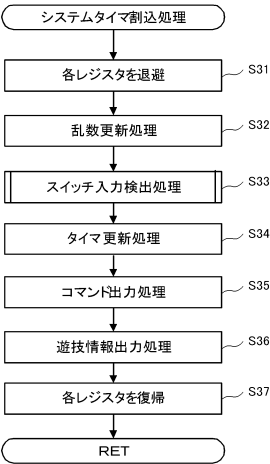 システムタイマ割込処理
各レジスタを退避
S31
乱数更新処理
S32
スイッチ入力検出処理
S33
タイマ更新処理
S34
コマンド出力処理
S35
遊技情報出力処理
S36
各レジスタを復帰
S37
RET